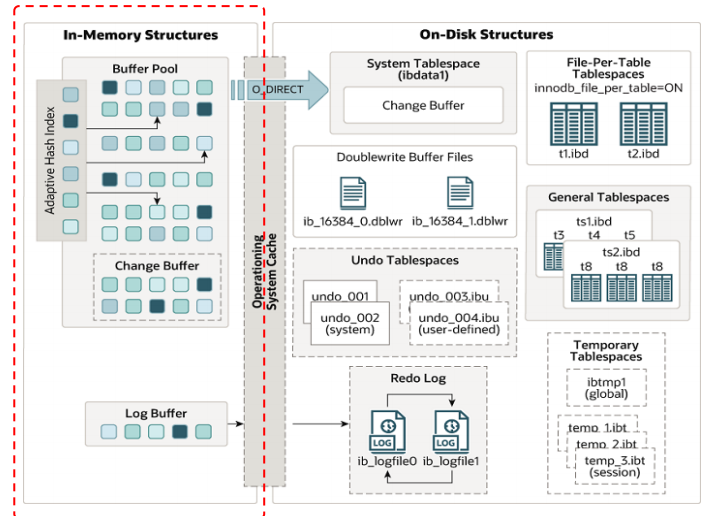 In-Memory Structures
Buffer Pool
Adaptive Hash Index
Change Buffer
Log Buffer
O_DIRECT
Operationing
System Cache
On-Disk Structures
System Tablespace
(ibdata1)
Change Buffer
File-Per-Table
Tablespaces
innodb_file_per_table=ON
t1.ibd
t2.ibd
Doublewrite Buffer Files
ib_16384_0.dblwr
ib_16384_1.dblwr
General Tablespaces
ts1.ibd
t3 t4 t5
ts2.ibd
t8 t8 t8
Undo Tablespaces
undo_001
undo_002
(system)
undo_003.ibu
undo_004.ibu
(user-defined)
Redo Log
LOG
LOG
ib_logfile0
ib_logfile1
Temporary
Tablespaces
ibtmp1
(global)
temp_1.ibt
temp_2.ibt
temp_3.ibt
(session)